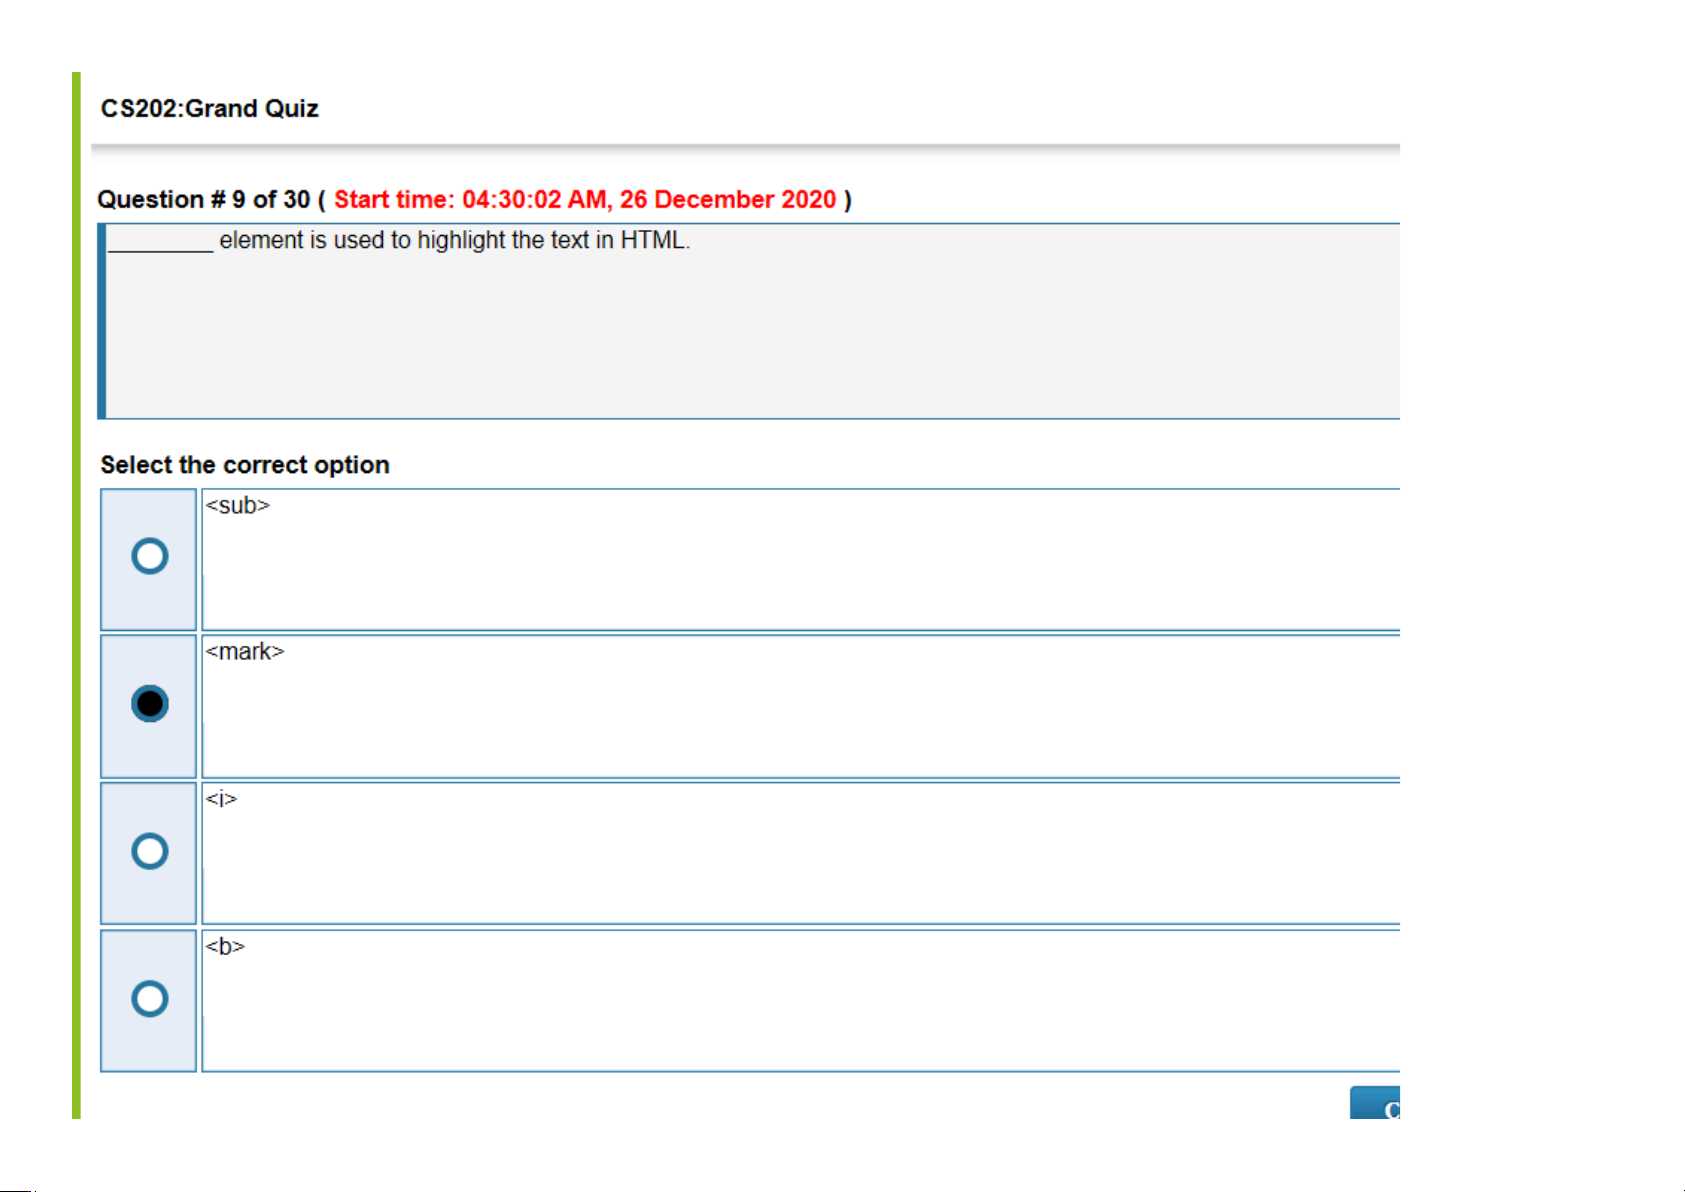 CS202:Grand Quiz
Question # 9 of 30 ( Start time: 04:30:02 AM, 26 December 2020 )
________ element is used to highlight the text in HTML.
Select the correct option
<sub>
<mark>
<i>
<b>
C